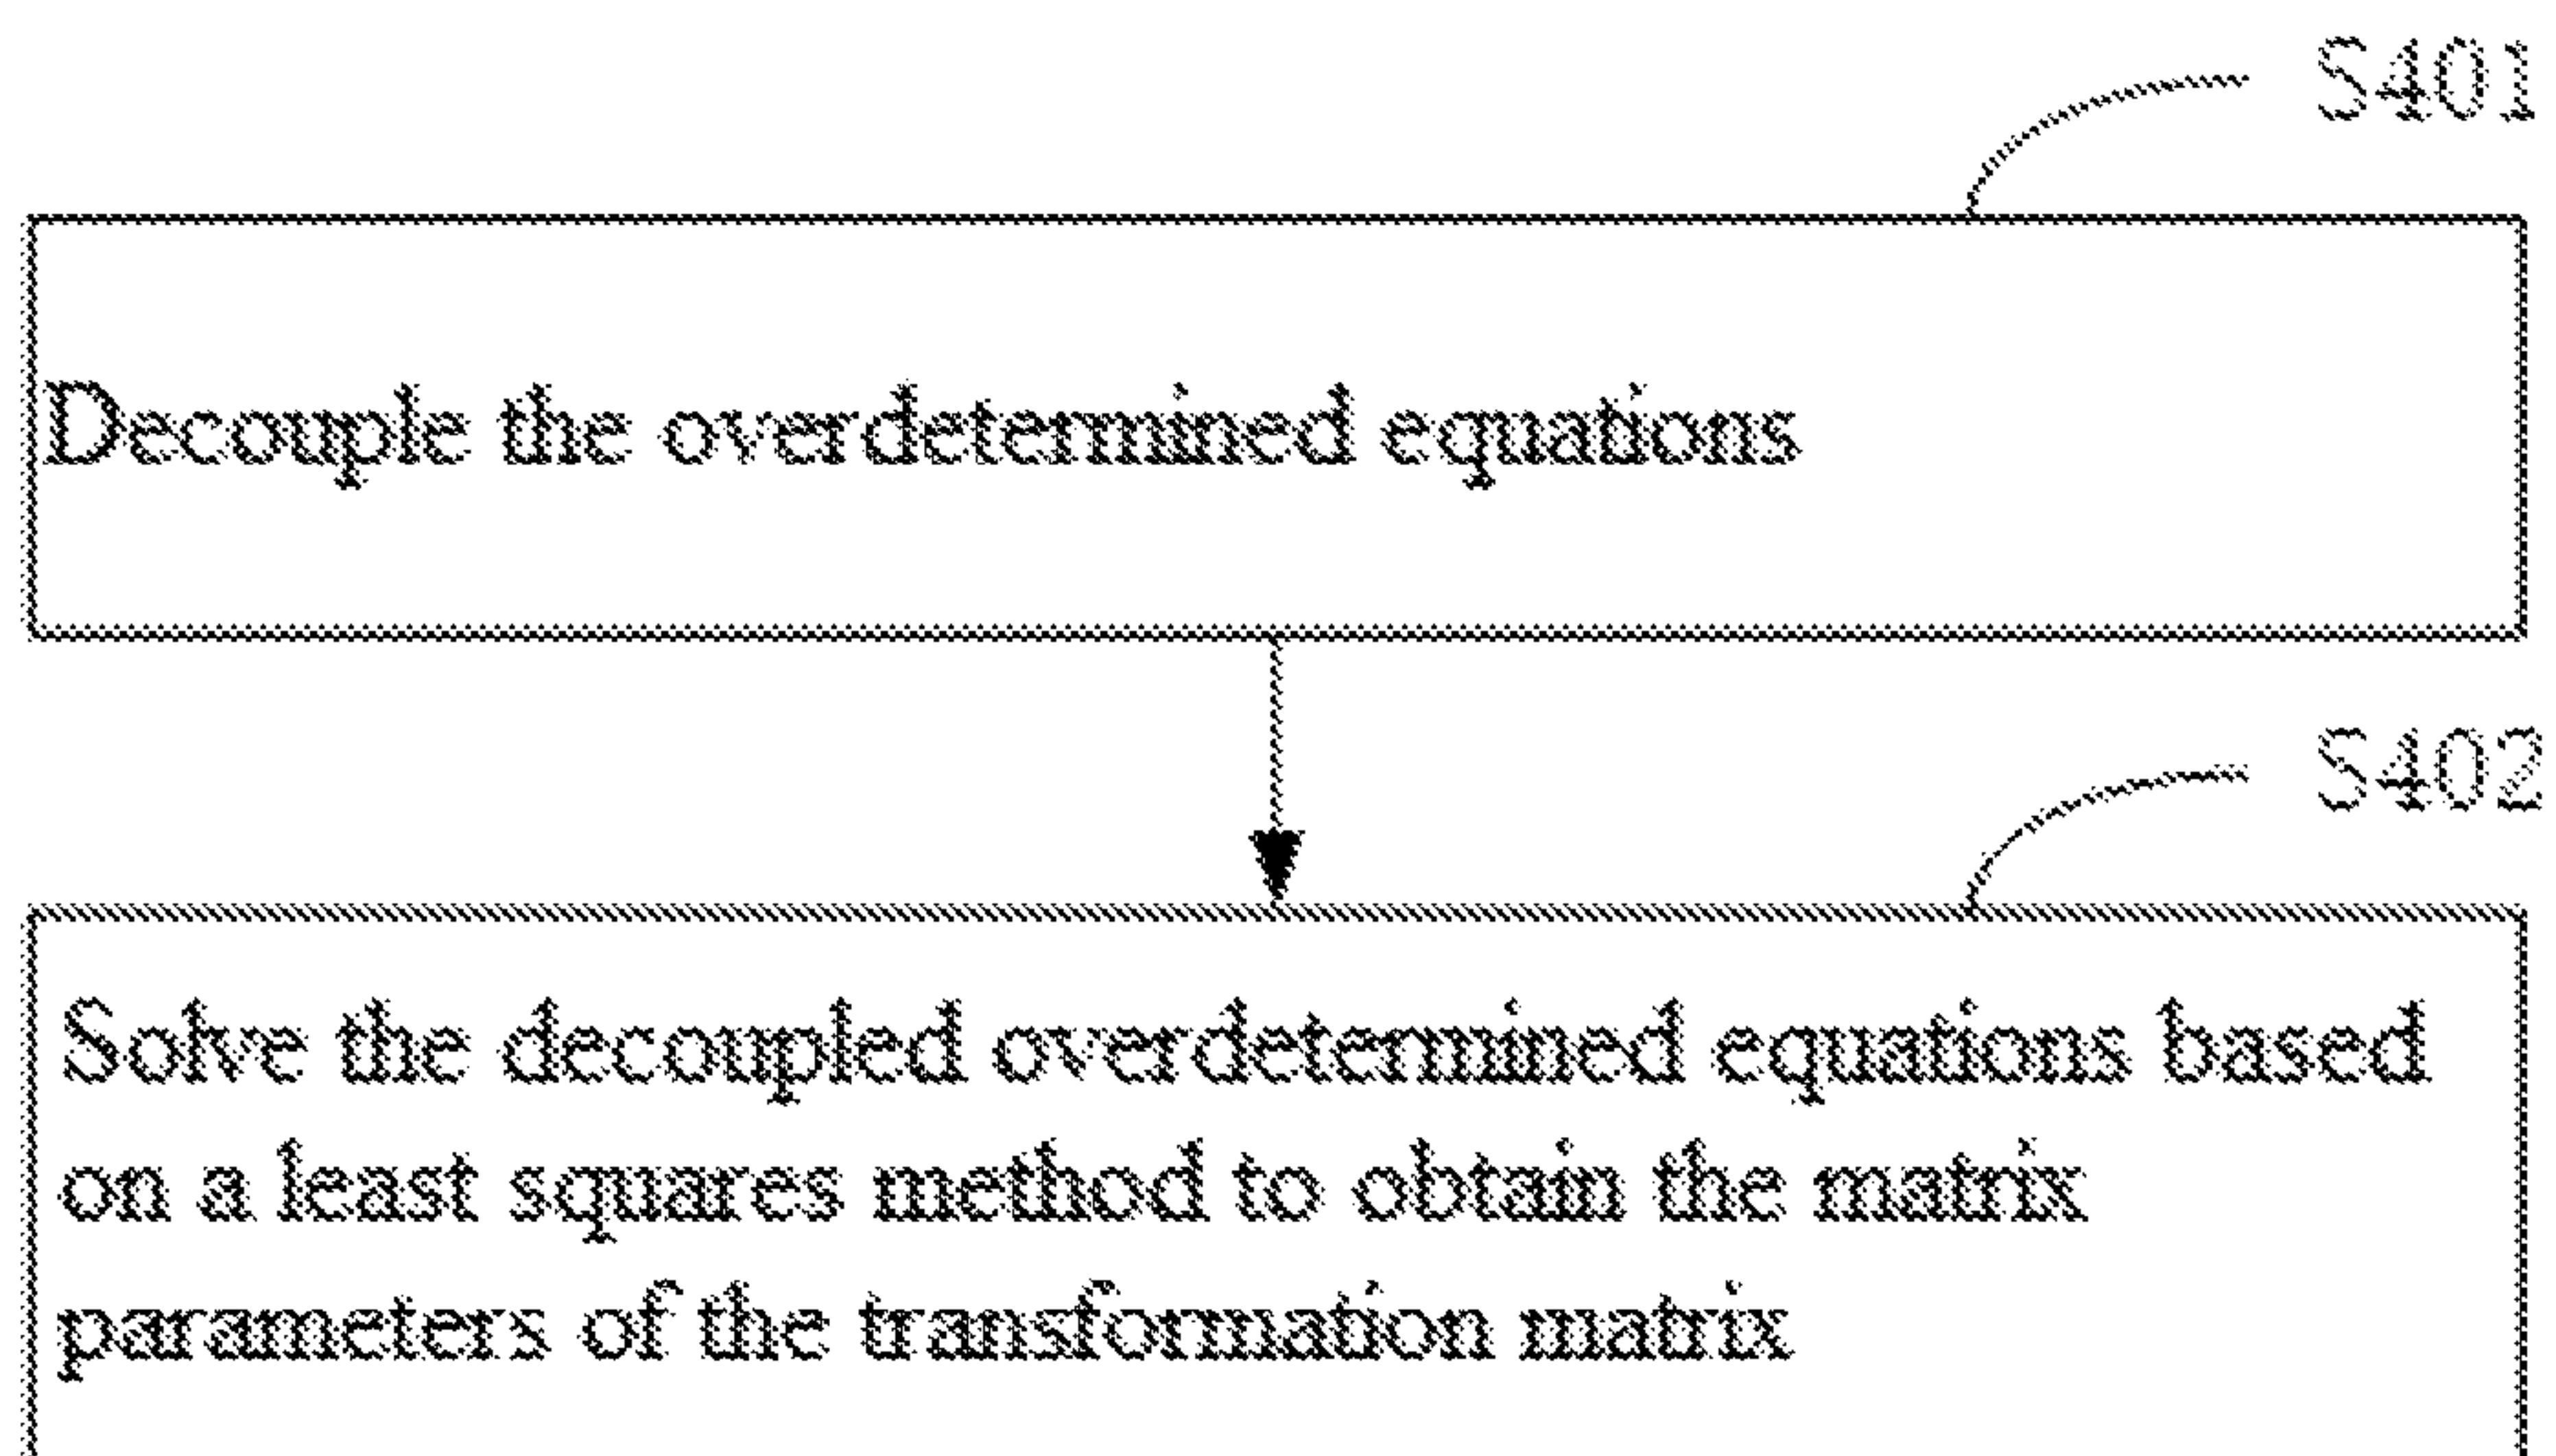 S401
Decouple the overdetermined equations
S402
Solve the decoupled overdetermined equations based
on a least squares method to obtain the matrix
parameters of the transformation matrix